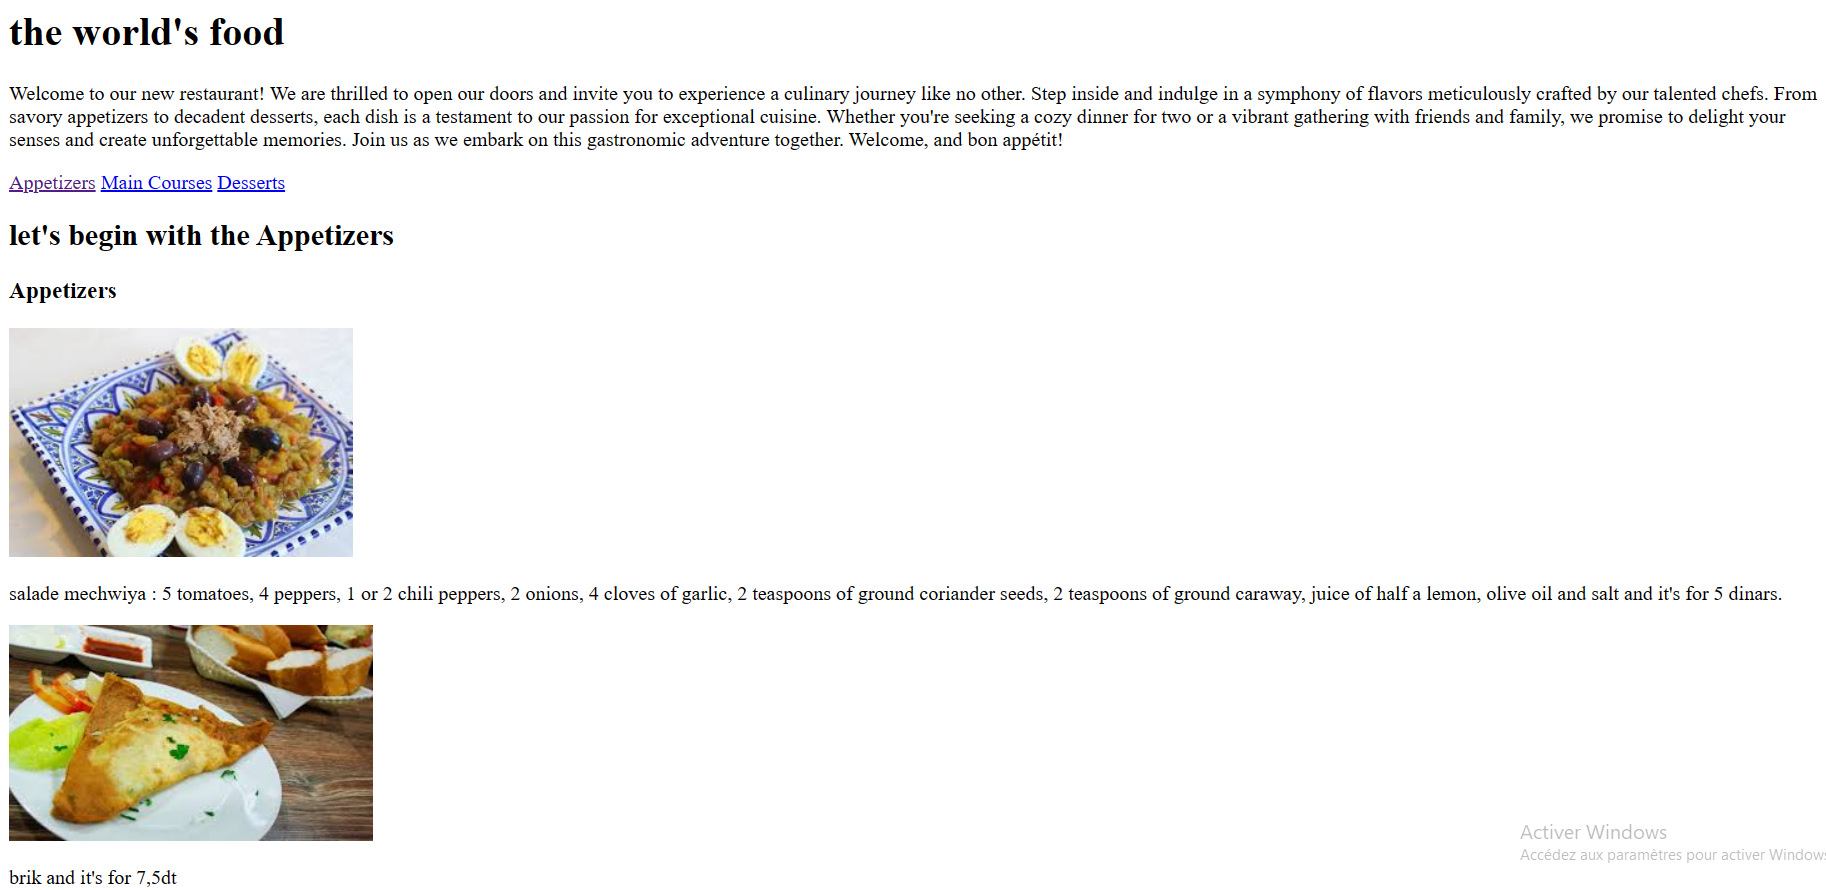 the world's food
Welcome to our new restaurant! We are thrilled to open our doors and invite you to experience a culinary journey like no other. Step inside and indulge in a symphony of flavors meticulously crafted by our talented chefs. From
savory appetizers to decadent desserts, each dish is a testament to our passion for exceptional cuisine. Whether you're seeking a cozy dinner for two or a vibrant gathering with friends and family, we promise to delight your
senses and create unforgettable memories. Join us as we embark on this gastronomic adventure together. Welcome, and bon appétit!
Appetizers Main Courses Desserts
let's begin with the Appetizers
Appetizers
salade mechwiya : 5 tomatoes, 4 peppers, 1 or 2 chili peppers, 2 onions, 4 cloves of garlic, 2 teaspoons of ground coriander seeds, 2 teaspoons of ground caraway, juice of half a lemon, olive oil and salt and it's for 5 dinars.
brik and it's for 7,5dt
Activer Windows
Accédez aux paramètres pour activer Windows